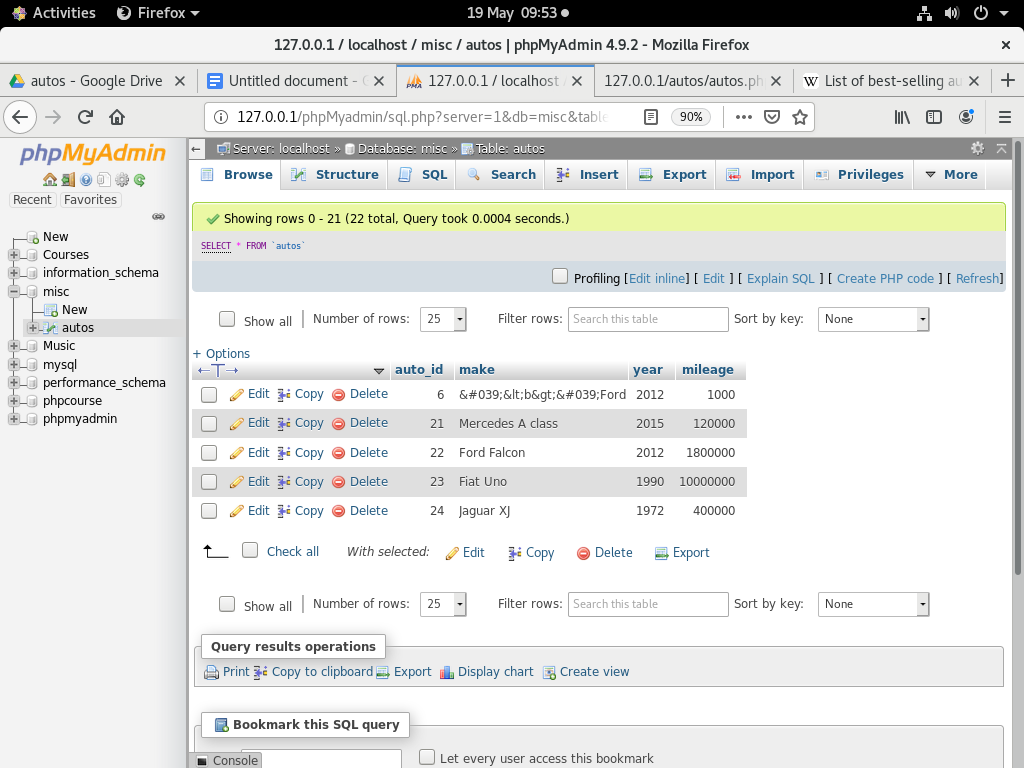 Activities Firefox 19 May 09:53
127.0.0.1 / localhost / misc / autos | phpMyAdmin 4.9.2 - Mozilla Firefox
autos - Google Drive Untitled document - G 127.0.0.1 / localhost / 127.0.0.1/autos/autos.ph List of best-selling au
127.0.0.1/phpMyadmin/sql.php?server=1&db=misc&table 90%
phpMyAdmin
Recent Favorites
New
Courses
information_schema
misc
New
autos
Music
mysql
performance_schema
phpcourse
phpmyadmin
Server: localhost » Database: misc » Table: autos
Browse Structure SQL Search Insert Export Import Privileges More
Showing rows 0 - 21 (22 total, Query took 0.0004 seconds.)
SELECT * FROM `autos`
Profiling [Edit inline] [ Edit ] [ Explain SQL ] [ Create PHP code ] [ Refresh]
Show all Number of rows: 25 Filter rows: Search this table Sort by key: None
+ Options
←T→ auto_id make year mileage
Edit Copy Delete 6 &#039;&lt;b&gt;&#039;Ford 2012 1000
Edit Copy Delete 21 Mercedes A class 2015 120000
Edit Copy Delete 22 Ford Falcon 2012 1800000
Edit Copy Delete 23 Fiat Uno 1990 10000000
Edit Copy Delete 24 Jaguar XJ 1972 400000
Check all With selected: Edit Copy Delete Export
Show all Number of rows: 25 Filter rows: Search this table Sort by key: None
Query results operations
Print Copy to clipboard Export Display chart Create view
Bookmark this SQL query
Console Let every user access this bookmark